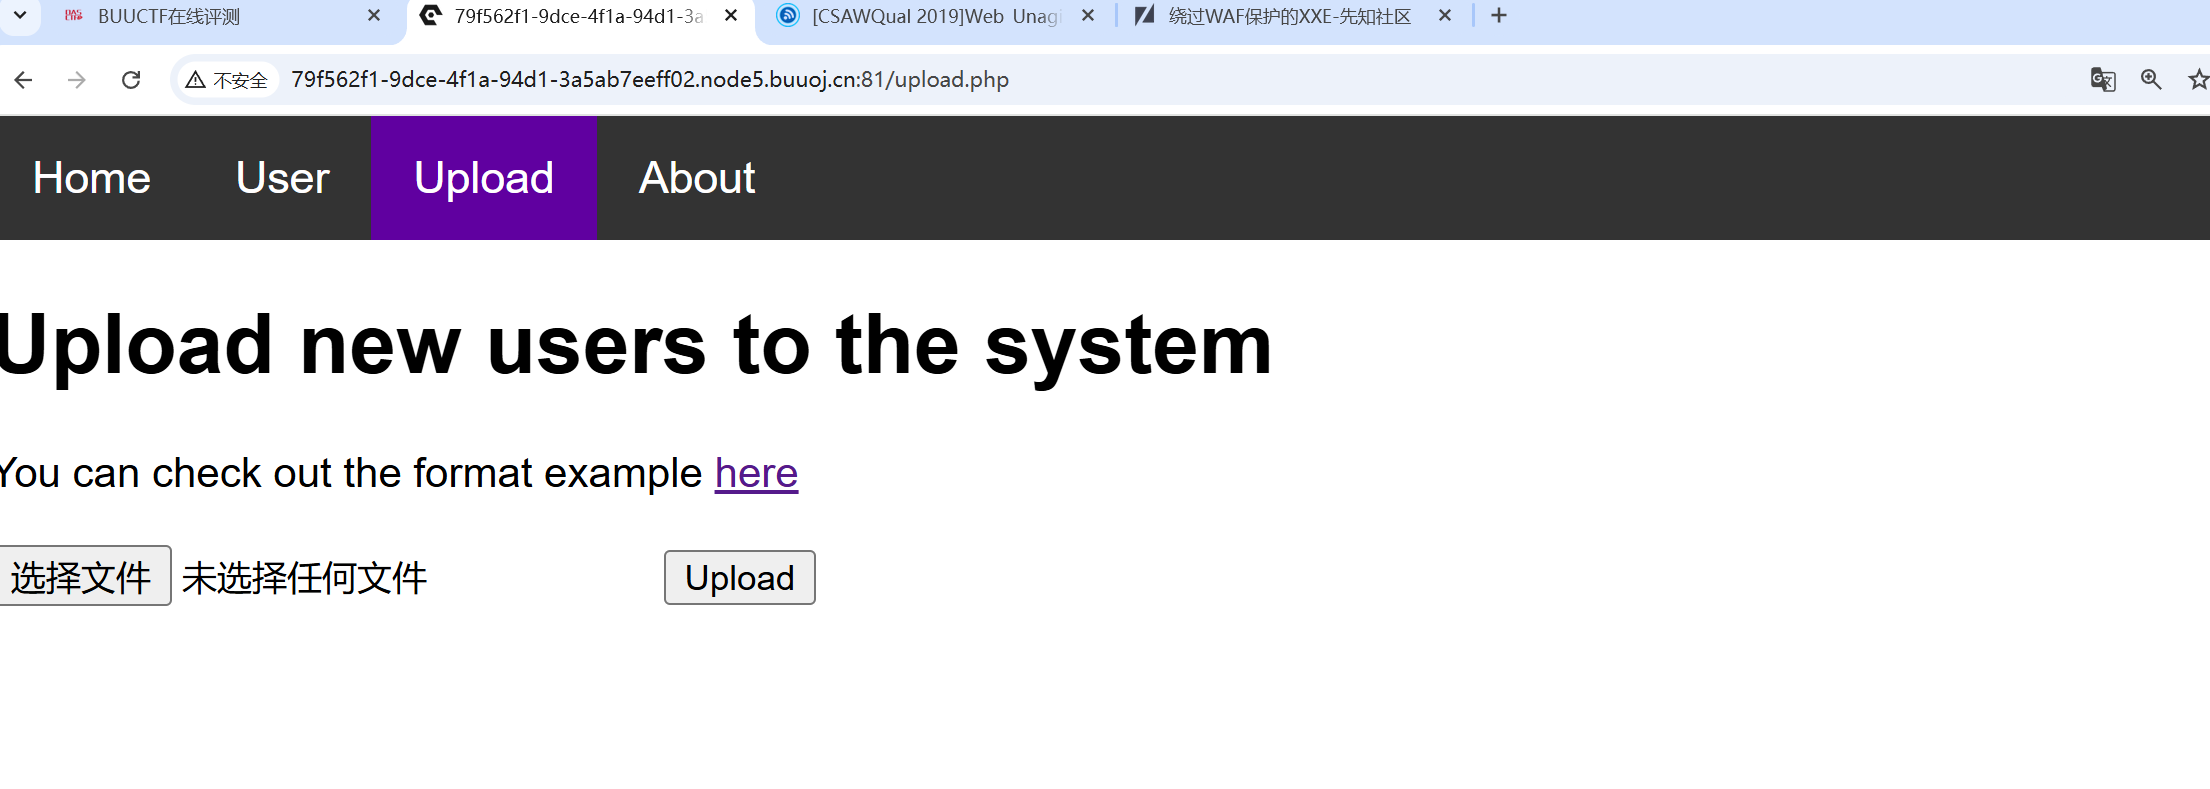 BUUCTF在线评测
79f562f1-9dce-4f1a-94d1-3a
[CSAWQual 2019]Web Unagi
绕过WAF保护的XXE-先知社区
不安全
79f562f1-9dce-4f1a-94d1-3a5ab7eeff02.node5.buuoj.cn:81/upload.php
Home
User
Upload
About
Upload new users to the system
You can check out the format example here
选择文件 未选择任何文件
Upload